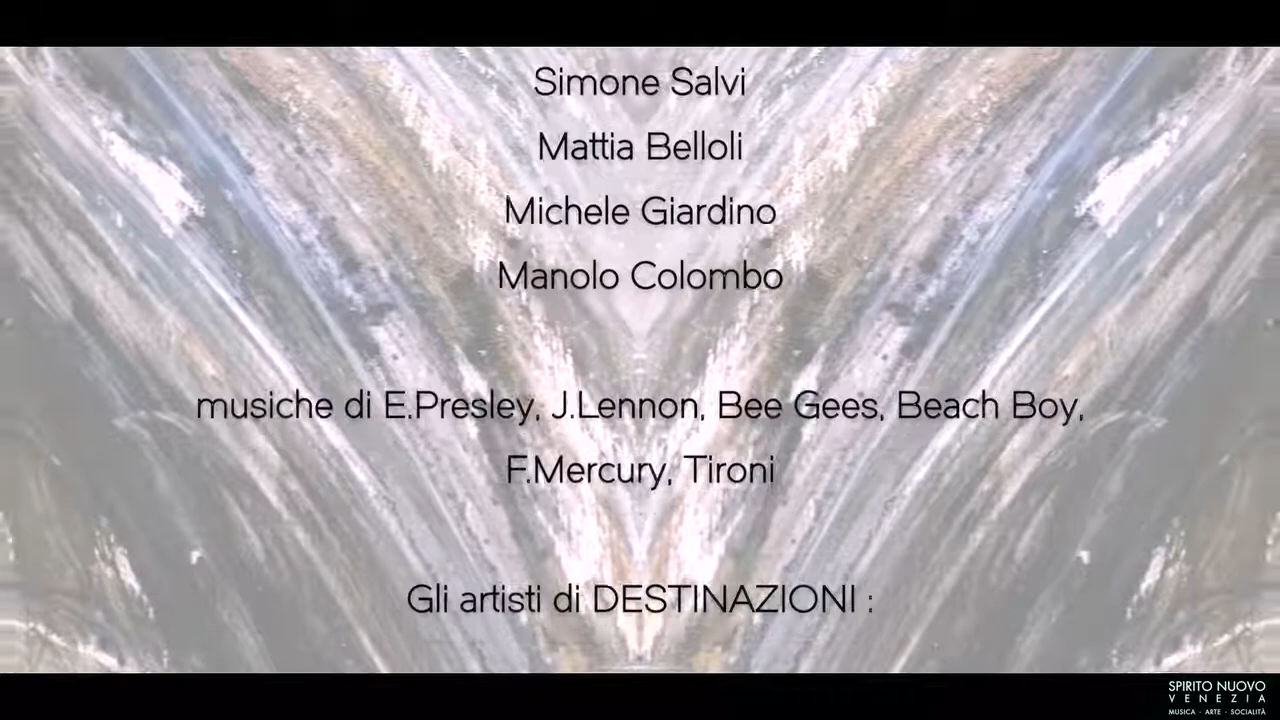 Simone Salvi
Mattia Belloli
Michele Giardino
Manolo Colombo
musiche di E.Presley, J.Lennon, Bee Gees, Beach Boy,
F.Mercury, Tironi
Gli artisti di DESTINAZIONI :
SPIRITO NUOVO
VENEZIA
MUSICA - ARTE - SOCIALITÀ